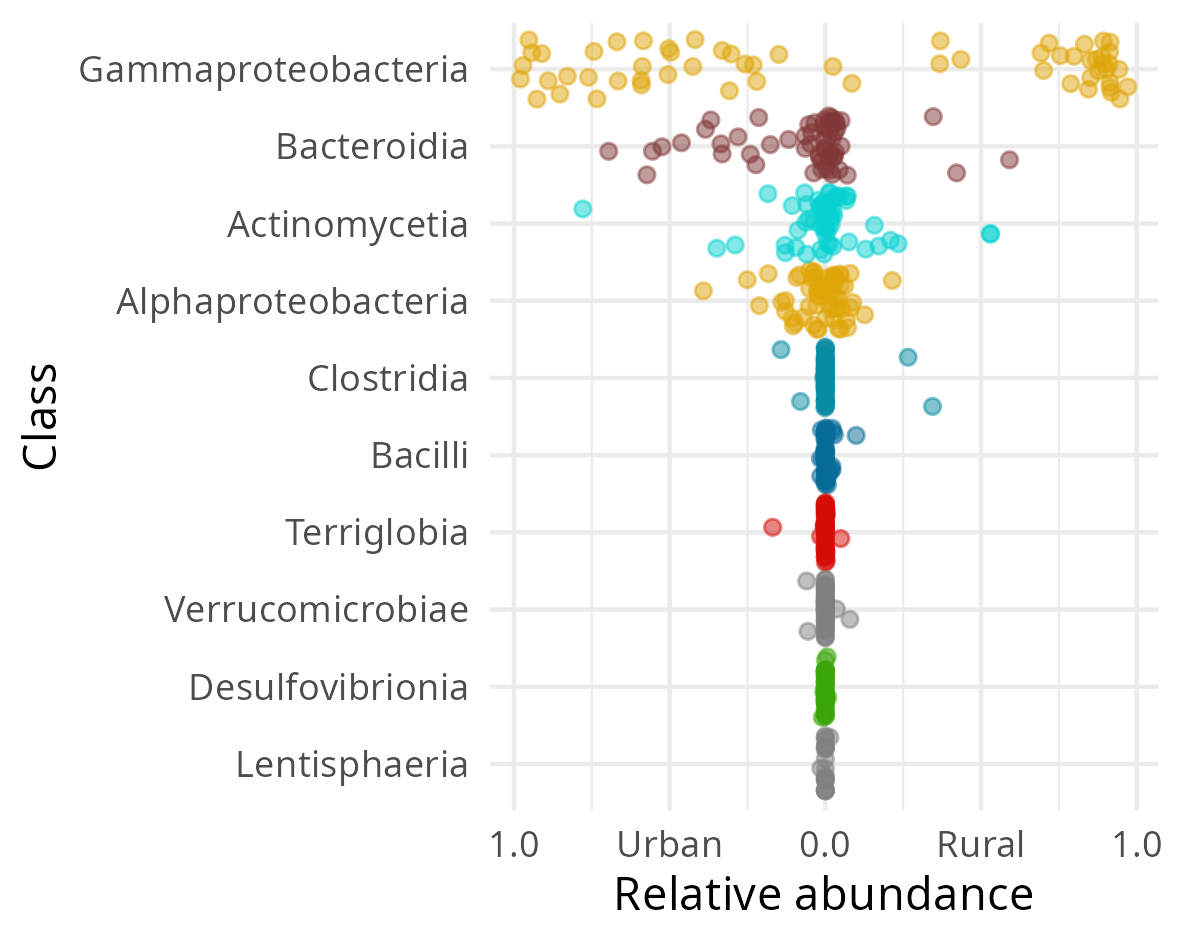 Gammaproteobacteria
Bacteroidia
Actinomycetia
Alphaproteobacteria
Clostridia
Bacilli
Terriglobia
Verrucomicrobiae
Desulfovibrionia
Lentisphaeria
Class
1.0 Urban 0.0 Rural 1.0
Relative abundance